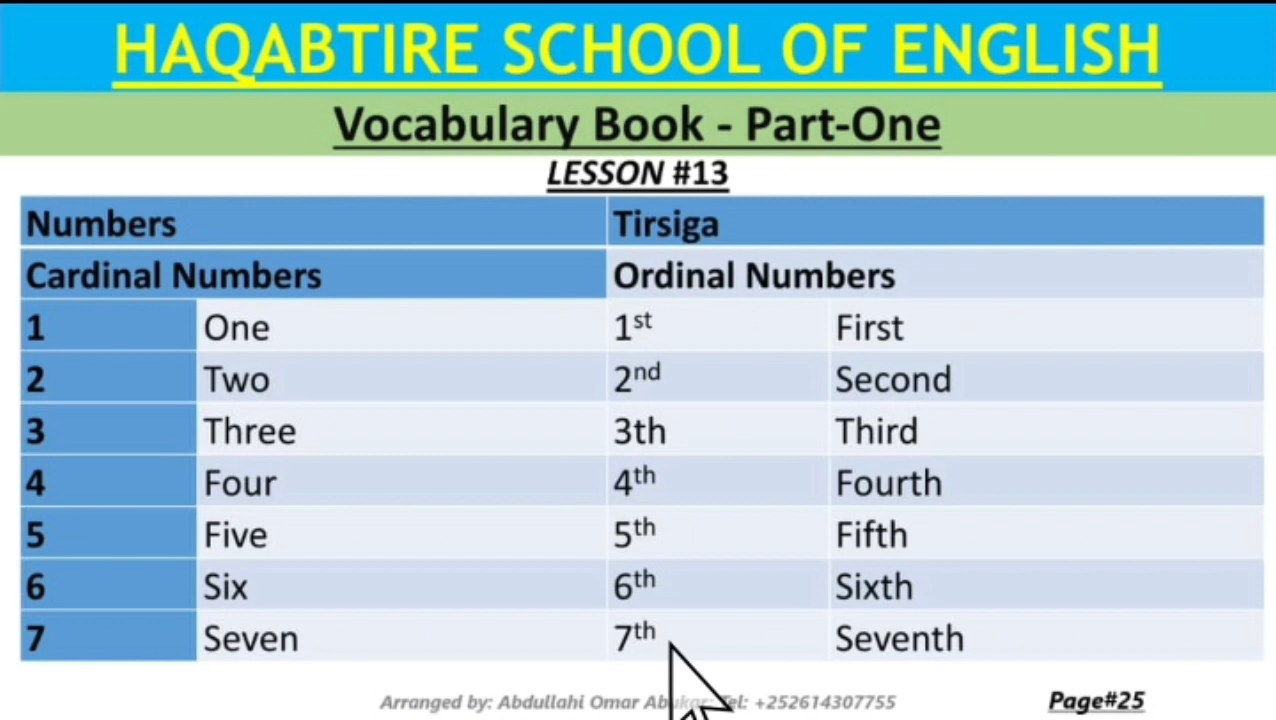 HAQABTIRE SCHOOL OF ENGLISH
Vocabulary Book - Part-One
LESSON #13
Numbers Tirsiga
Cardinal Numbers Ordinal Numbers
1 One 1st First
2 Two 2nd Second
3 Three 3th Third
4 Four 4th Fourth
5 Five 5th Fifth
6 Six 6th Sixth
7 Seven 7th Seventh
Arranged by: Abdullahi Omar Abukar: Tel: +252614307755 Page#25